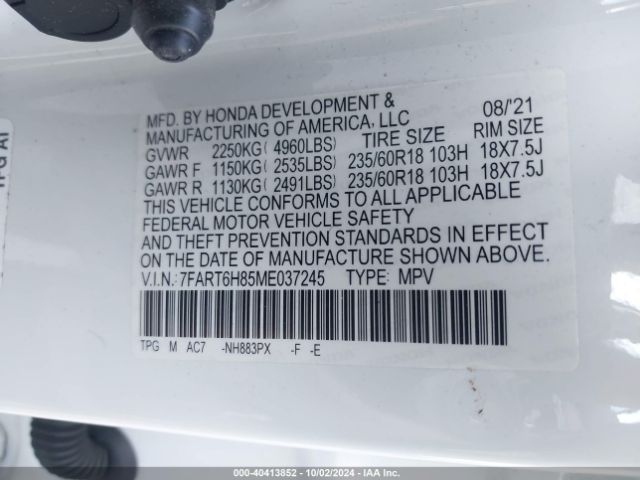 MFD. BY HONDA DEVELOPMENT & 08/'21
MANUFACTURING OF AMERICA, LLC
GVWR 2250KG( 4960LBS) TIRE SIZE RIM SIZE
GAWR F 1150KG( 2535LBS) 235/60R18 103H 18X7.5J
GAWR R 1130KG( 2491LBS) 235/60R18 103H 18X7.5J
THIS VEHICLE CONFORMS TO ALL APPLICABLE
FEDERAL MOTOR VEHICLE SAFETY
AND THEFT PREVENTION STANDARDS IN EFFECT
ON THE DATE OF MANUFACTURE SHOWN ABOVE.
V.I.N.: 7FART6H85ME037245 TYPE: MPV
TPG M AC7 -NH883PX -F -E
000-40413852 - 10/02/2024 - IAA Holdings, LLC.